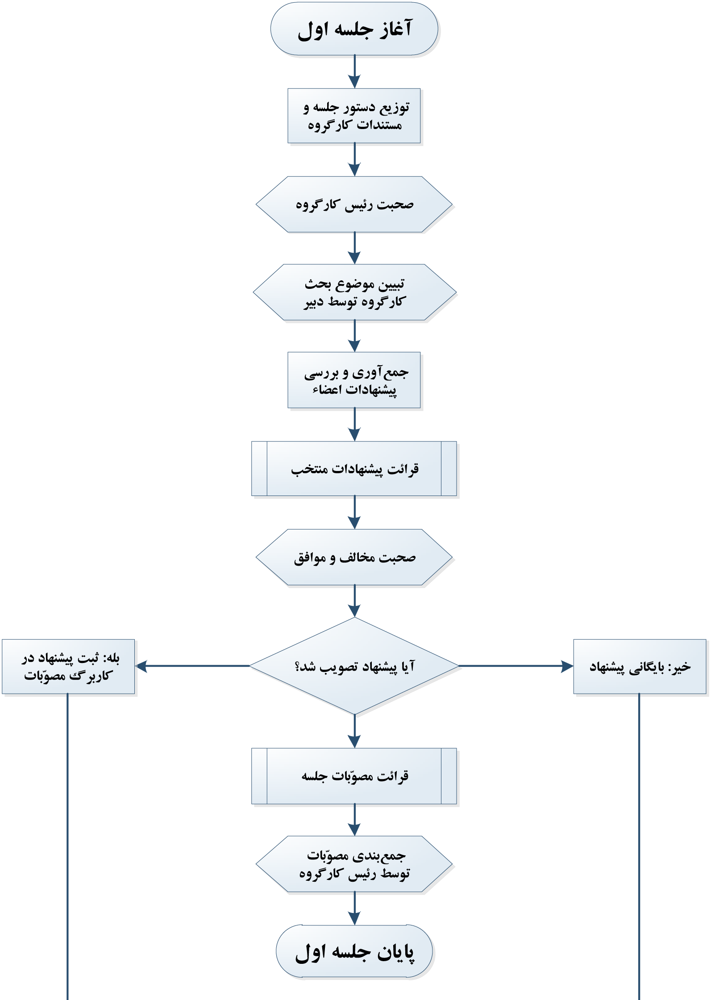 آغاز جلسه اول
توزیع دستور جلسه و
مستندات کارگروه
صحبت رئیس کارگروه
تبیین موضوع بحث
کارگروه توسط دبیر
جمع‌آوری و بررسی
پیشنهادات اعضاء
قرائت پیشنهادات منتخب
صحبت مخالف و موافق
آیا پیشنهاد تصویب شد؟
خیر: بایگانی پیشنهاد
بله: ثبت پیشنهاد در
کاربرگ مصوّبات
قرائت مصوّبات جلسه
جمع‌بندی مصوّبات
توسط رئیس کارگروه
پایان جلسه اول